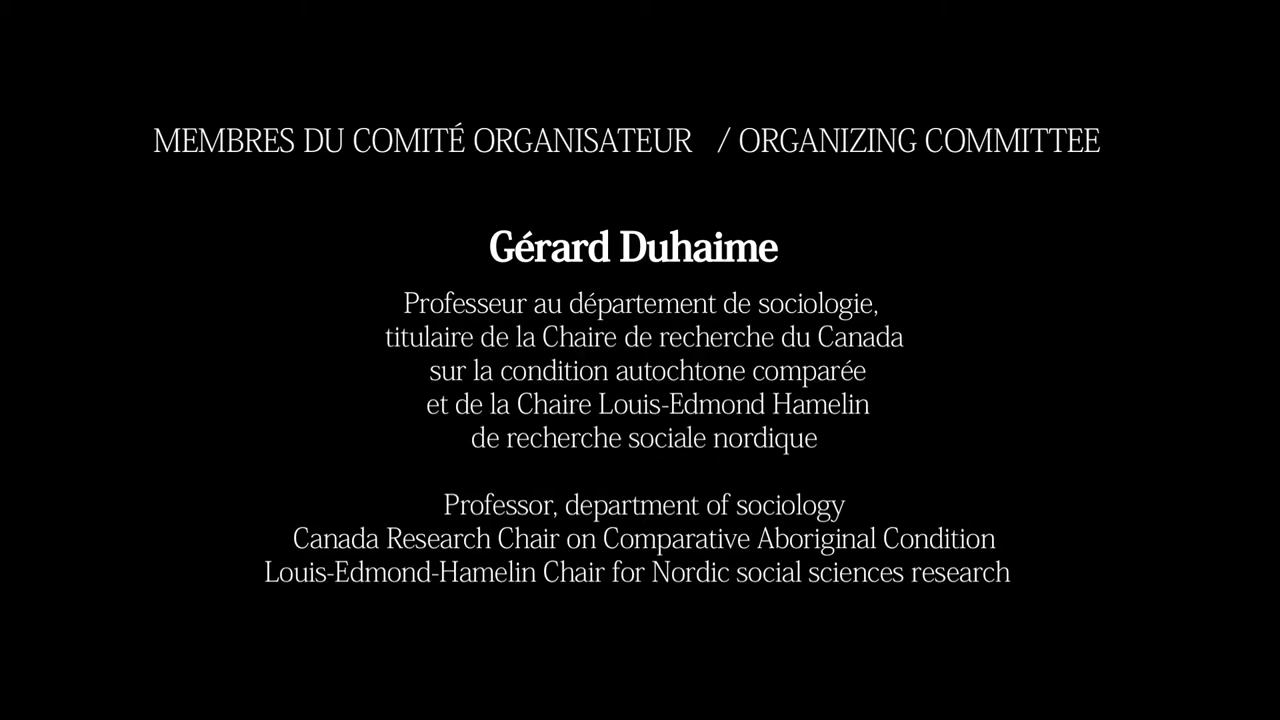 MEMBRES DU COMITÉ ORGANISATEUR / ORGANIZING COMMITTEE
Gérard Duhaime
Professeur au département de sociologie,
titulaire de la Chaire de recherche du Canada
sur la condition autochtone comparée
et de la Chaire Louis-Edmond Hamelin
de recherche sociale nordique
Professor, department of sociology
Canada Research Chair on Comparative Aboriginal Condition
Louis-Edmond-Hamelin Chair for Nordic social sciences research